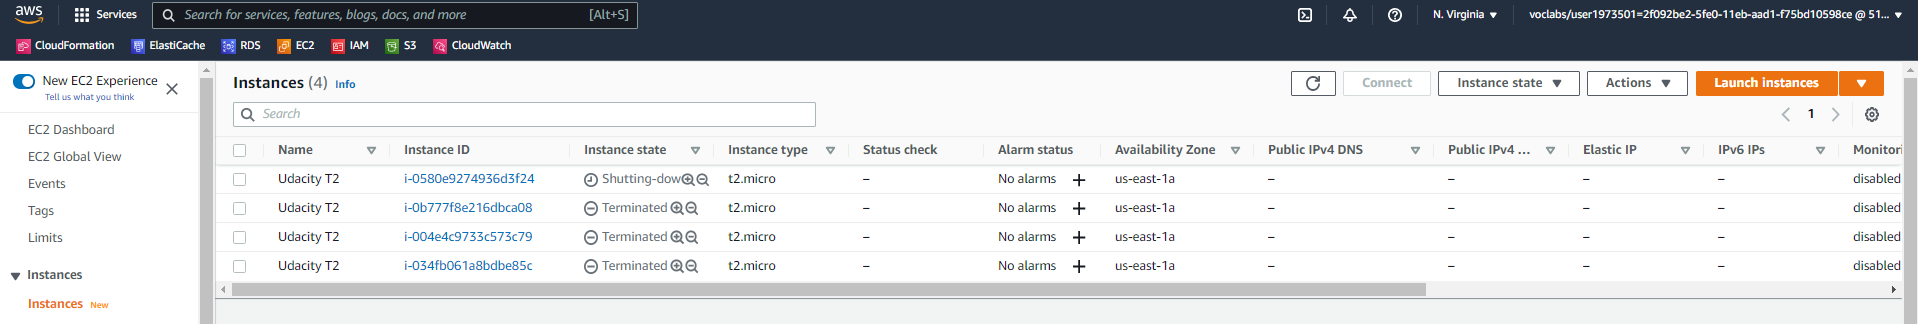 aws Services Search for services, features, blogs, docs, and more [Alt+S] N. Virginia voclabs/user1973501=2f092be2-5fe0-11eb-aad1-f75bd10598ce @ 51...
CloudFormation ElastiCache RDS EC2 IAM S3 CloudWatch
New EC2 Experience
Tell us what you think
EC2 Dashboard
EC2 Global View
Events
Tags
Limits
Instances
Instances New
Instances (4) Info Connect Instance state Actions Launch instances
Search 1
Name Instance ID Instance state Instance type Status check Alarm status Availability Zone Public IPv4 DNS Public IPv4 ... Elastic IP IPv6 IPs Monitori
Udacity T2 i-0580e9274936d3f24 Shutting-dow t2.micro – No alarms + us-east-1a – – – – disabled
Udacity T2 i-0b777f8e216dbca08 Terminated t2.micro – No alarms + us-east-1a – – – – disabled
Udacity T2 i-004e4c9733c573c79 Terminated t2.micro – No alarms + us-east-1a – – – – disabled
Udacity T2 i-034fb061a8bdbe85c Terminated t2.micro – No alarms + us-east-1a – – – – disabled